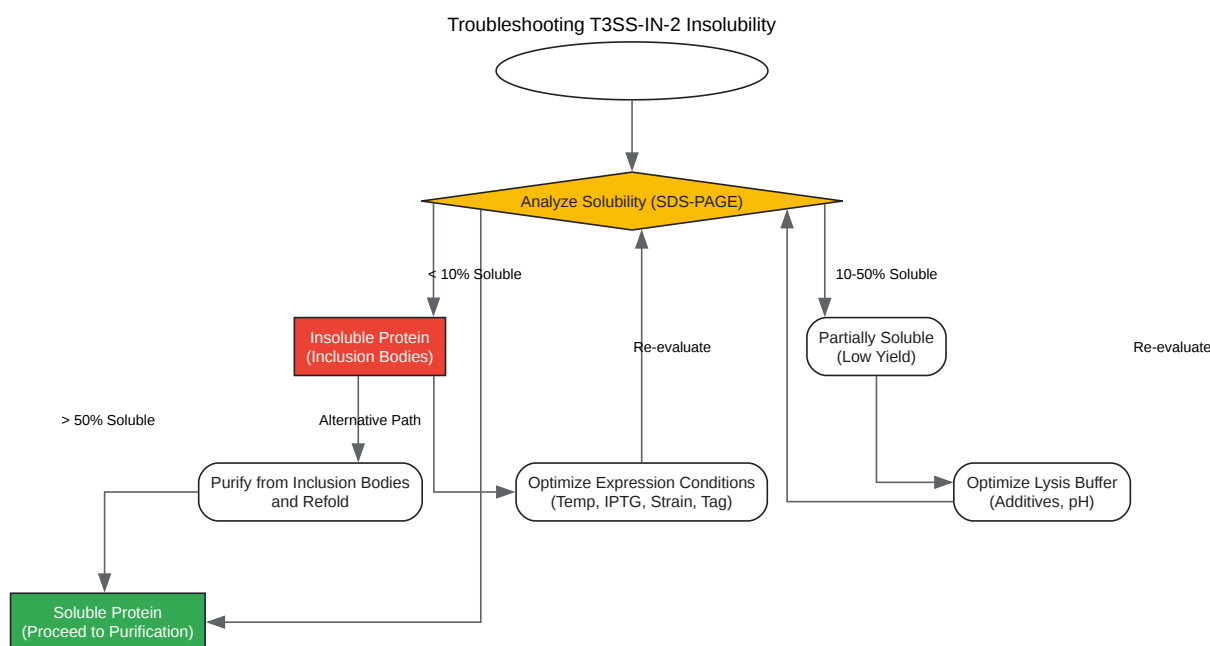 Troubleshooting T3SS-IN-2 Insolubility
Analyze Solubility (SDS-PAGE)
< 10% Soluble
10-50% Soluble
Insoluble Protein
(Inclusion Bodies)
Re-evaluate
Partially Soluble
(Low Yield)
Re-evaluate
> 50% Soluble
Alternative Path
Purify from Inclusion Bodies
and Refold
Optimize Expression Conditions
(Temp, IPTG, Strain, Tag)
Optimize Lysis Buffer
(Additives, pH)
Soluble Protein
(Proceed to Purification)